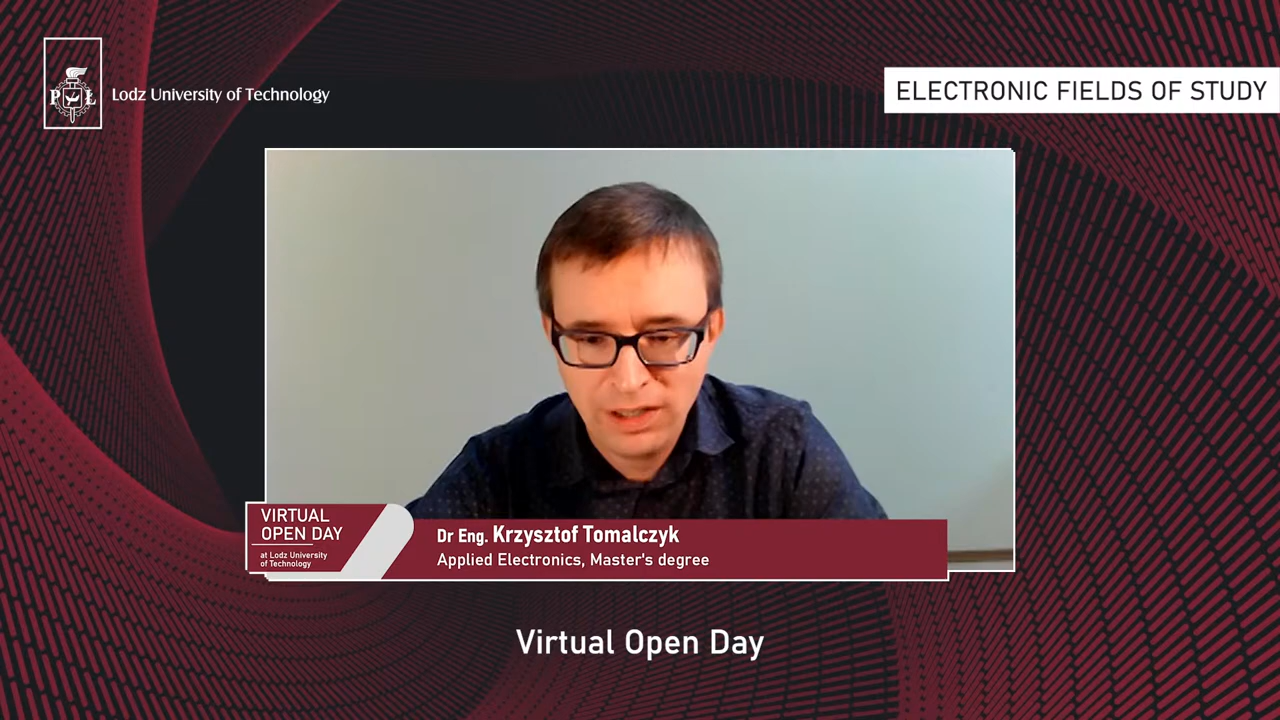 PŁ
Lodz University of Technology
ELECTRONIC FIELDS OF STUDY
VIRTUAL
OPEN DAY
at Lodz University
of Technology
Dr Eng. Krzysztof Tomalczyk
Applied Electronics, Master's degree
Virtual Open Day